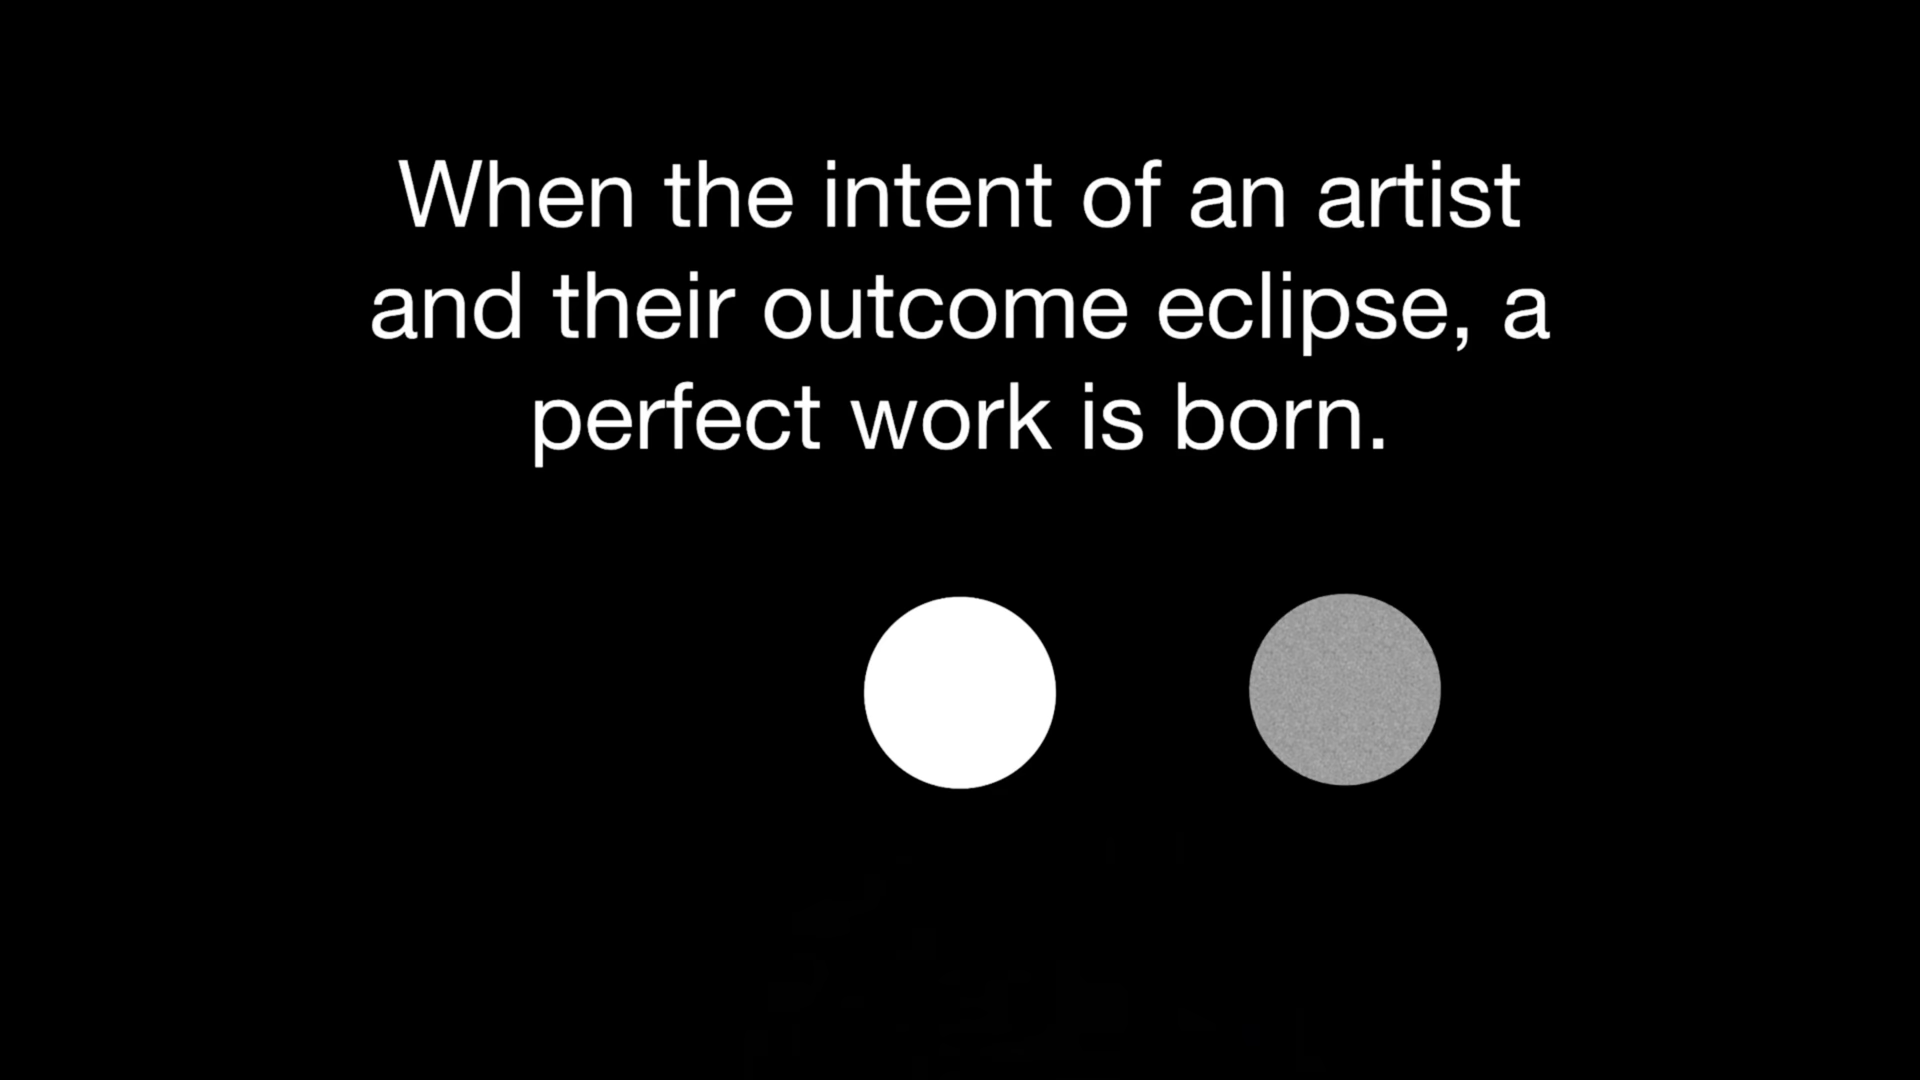 When the intent of an artist
and their outcome eclipse, a
perfect work is born.